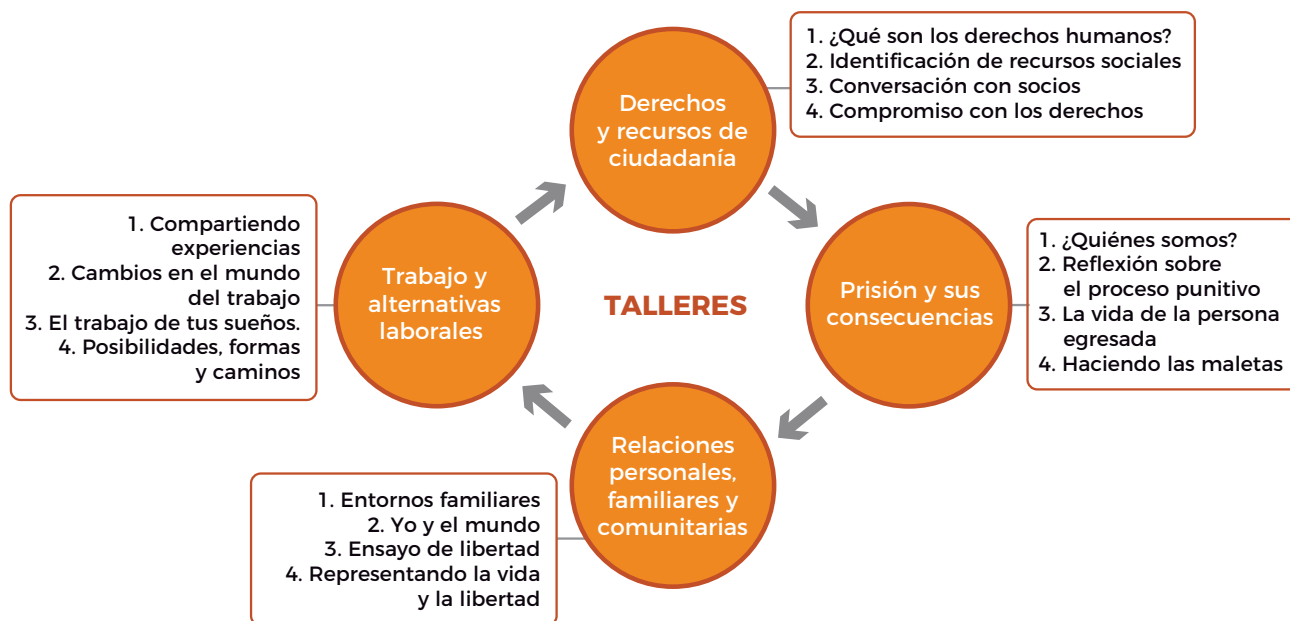 Derechos
y recursos de
ciudadanía
1. ¿Qué son los derechos humanos?
2. Identificación de recursos sociales
3. Conversación con socios
4. Compromiso con los derechos
Prisión y sus
consecuencias
1. ¿Quiénes somos?
2. Reflexión sobre
el proceso punitivo
3. La vida de la persona
egresada
4. Haciendo las maletas
Relaciones
personales,
familiares y
comunitarias
1. Entornos familiares
2. Yo y el mundo
3. Ensayo de libertad
4. Representando la vida
y la libertad
Trabajo y
alternativas
laborales
1. Compartiendo
experiencias
2. Cambios en el mundo
del trabajo
3. El trabajo de tus sueños.
4. Posibilidades, formas
y caminos
TALLERES